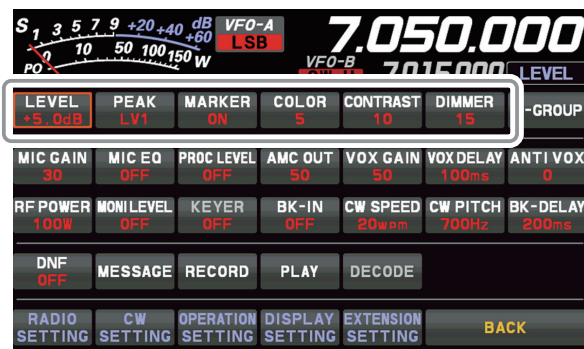 S 1 3 5 7 9 +20 +40 +60 dB
PO 0 10 50 100 150 W
VFO-A
LSB
7.050.000
VFO-B
7.015.000
LEVEL
LEVEL PEAK MARKER COLOR CONTRAST DIMMER -GROUP
+5.0dB LV1 ON 5 10 15
MIC GAIN MIC EQ PROC LEVEL AMC OUT VOX GAIN VOX DELAY ANTI VOX
30 OFF OFF 50 50 100ms 0
RF POWER MONI LEVEL KEYER BK-IN CW SPEED CW PITCH BK-DELAY
100W OFF OFF OFF 20wpm 700Hz 200ms
DNF MESSAGE RECORD PLAY DECODE
OFF
RADIO CW OPERATION DISPLAY EXTENSION BACK
SETTING SETTING SETTING SETTING SETTING